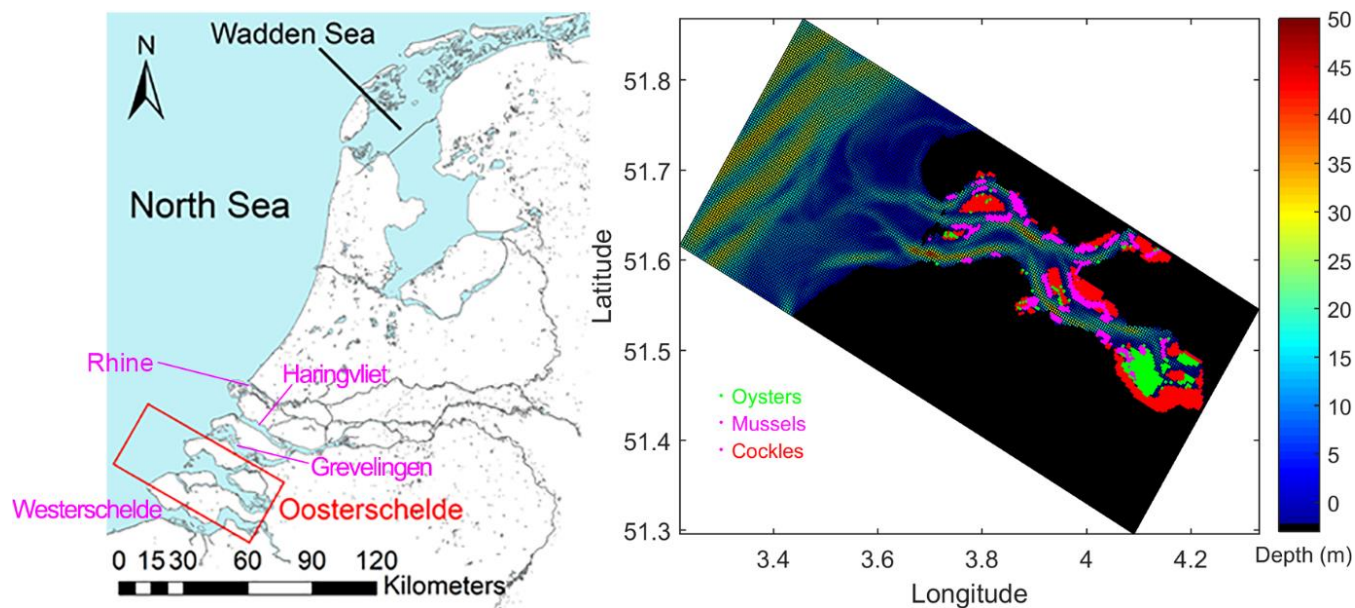 N
Wadden Sea
North Sea
Rhine
Haringvliet
Grevelingen
Westerschelde
Oosterschelde
0 15 30 60 90 120
Kilometers
51.8
51.7
51.6
51.5
51.4
51.3
Latitude
3.4 3.6 3.8 4 4.2
Longitude
Oysters
Mussels
Cockles
50
45
40
35
30
25
20
15
10
5
0
Depth (m)